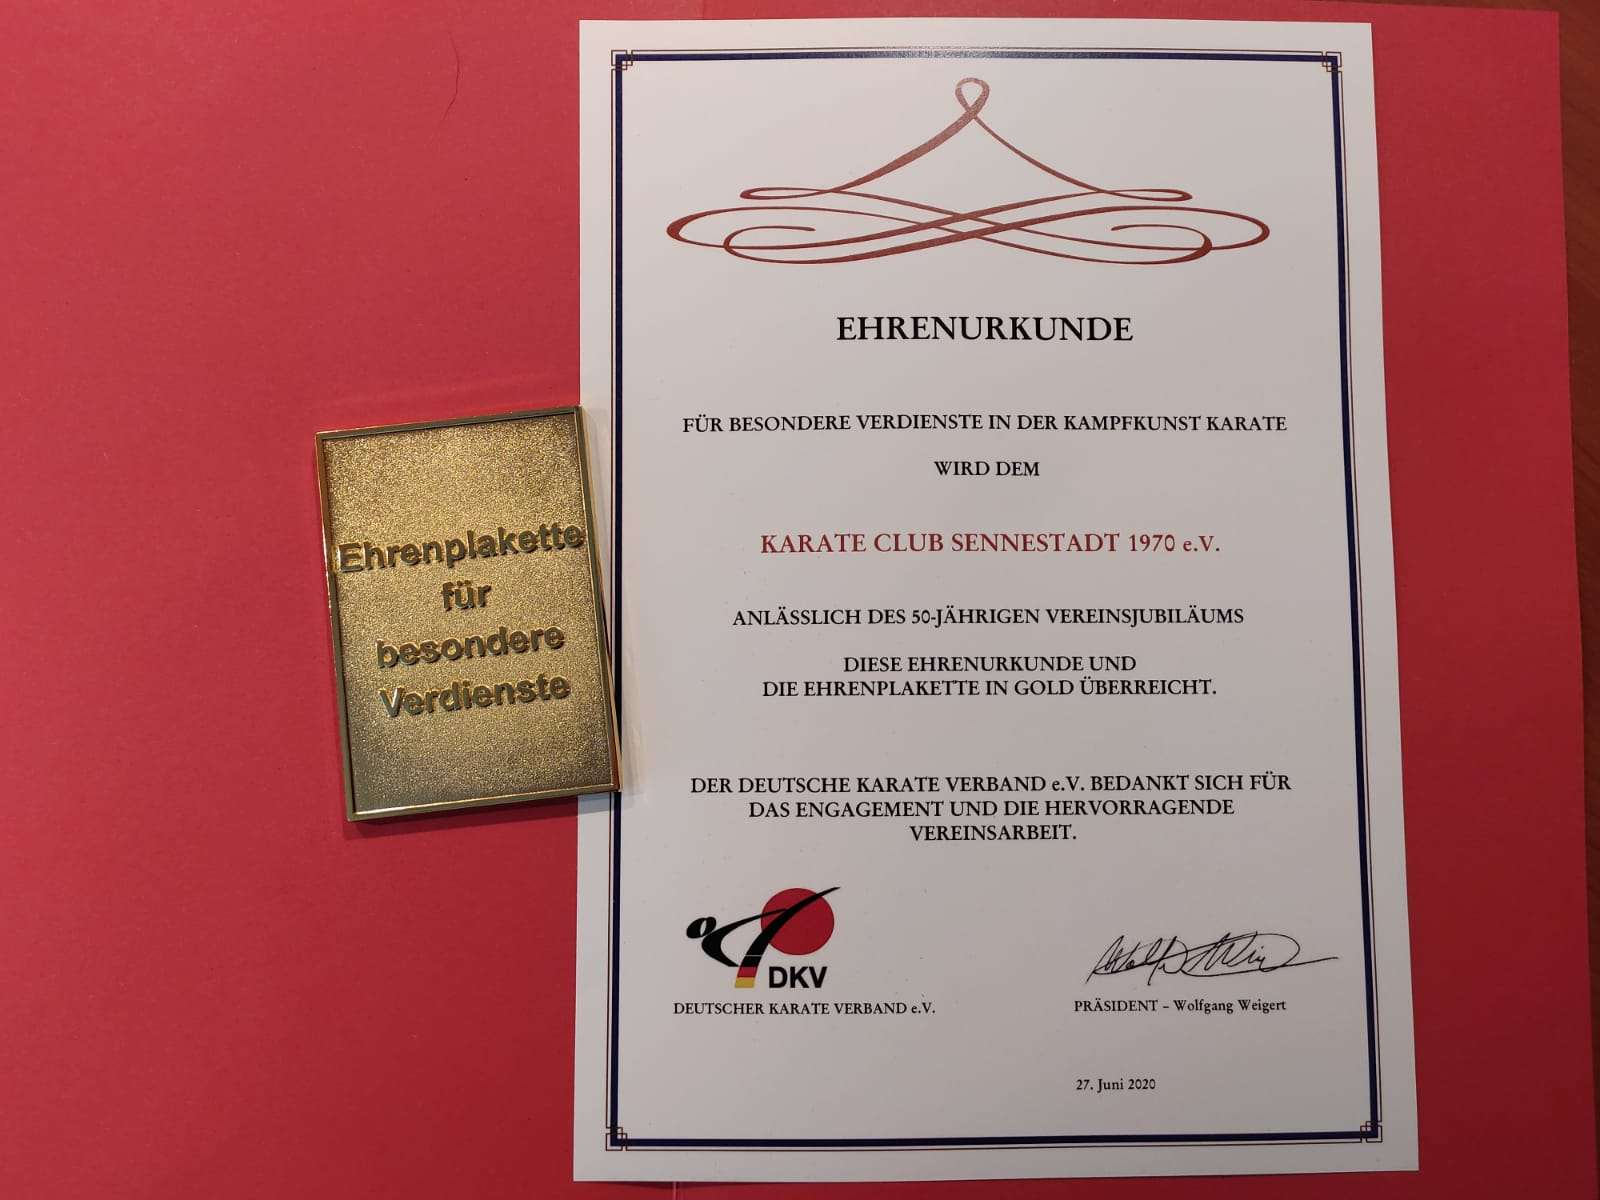 Ehrenplakette
für
besondere
Verdienste
EHRENURKUNDE
FÜR BESONDERE VERDIENSTE IN DER KAMPFKUNST KARATE
WIRD DEM
KARATE CLUB SENNESTADT 1970 e.V.
ANLÄSSLICH DES 50-JÄHRIGEN VEREINSJUBILÄUMS
DIESE EHRENURKUNDE UND
DIE EHRENPLAKETTE IN GOLD ÜBERREICHT.
DER DEUTSCHE KARATE VERBAND e.V. BEDANKT SICH FÜR
DAS ENGAGEMENT UND DIE HERVORRAGENDE
VEREINSARBEIT.
DKV
DEUTSCHER KARATE VERBAND e.V.
PRÄSIDENT – Wolfgang Weigert
27. Juni 2020